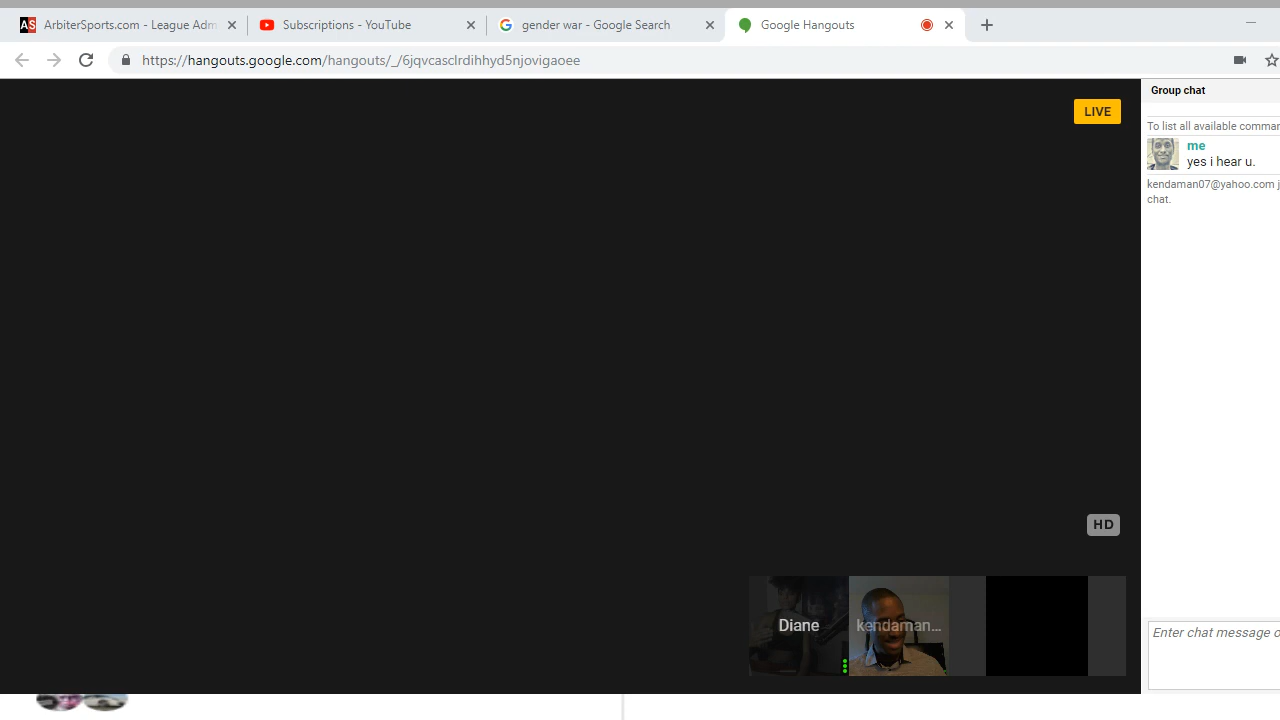 AS ArbiterSports.com - League Adm
Subscriptions - YouTube
gender war - Google Search
Google Hangouts
https://hangouts.google.com/hangouts/_/6jqvcasclrdihhyd5njovigaoee
Group chat
LIVE
To list all available comman
me
yes i hear u.
kendaman07@yahoo.com j
chat.
HD
Diane
kendaman...
Enter chat message o